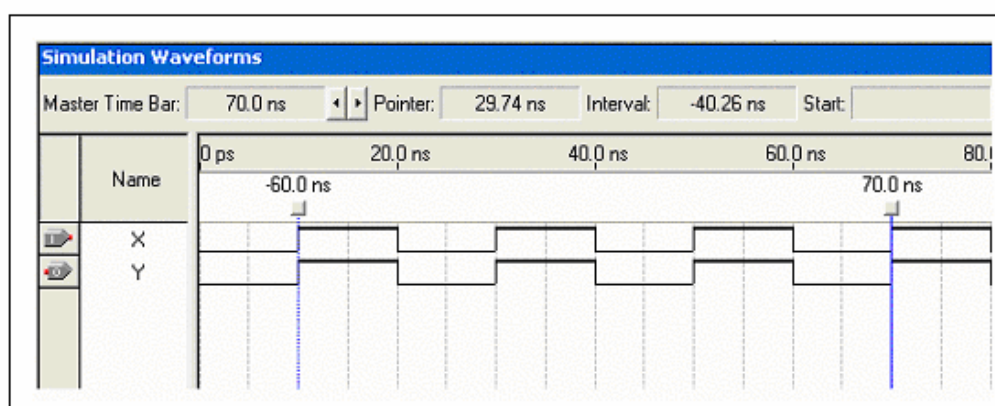 Simulation Waveforms
Master Time Bar: 70.0 ns Pointer: 29.74 ns Interval: -40.26 ns Start:
Name
0 ps 20.0 ns 40.0 ns 60.0 ns 80.
-60.0 ns 70.0 ns
X
Y